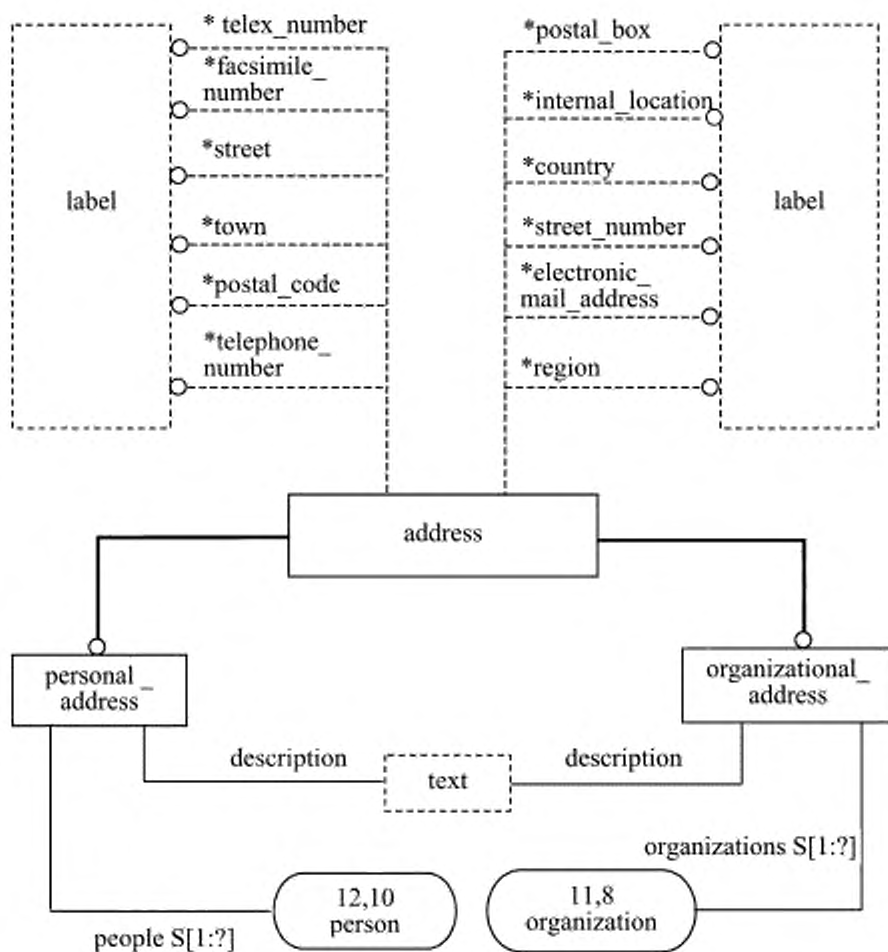 * telex_number
*facsimile_
number
*street
label
*town
*postal_code
*telephone_
number
*postal_box
*internal_location
*country
label
*street_number
*electronic_
mail_address
*region
address
personal_
address
organizational_
address
description
text
description
organizations S[1:?]
12,10
person
11,8
organization
people S[1:?]